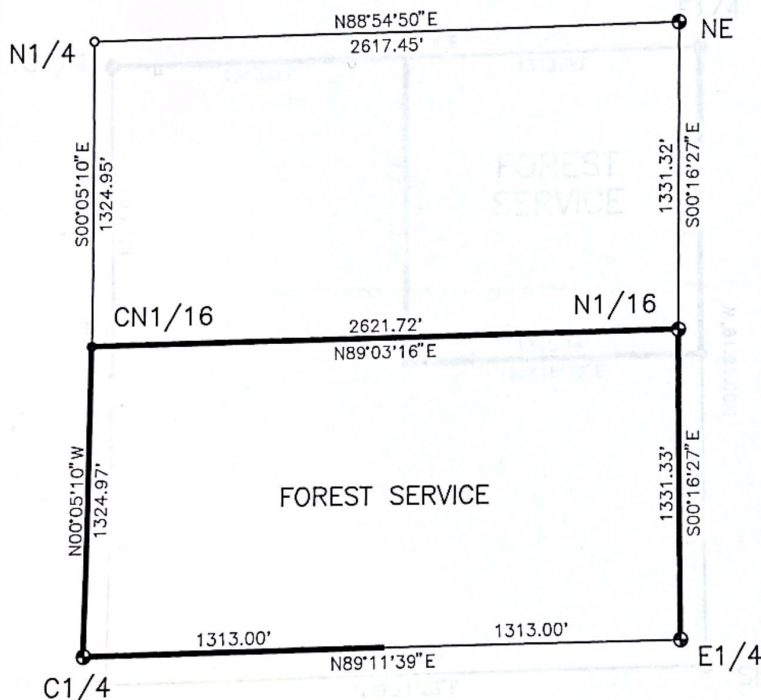 N88°54'50"E
2617.45'
N1/4
NE
S00°05'10"E
1324.95'
1331.32'
S00°16'27"E
CN1/16
N1/16
2621.72'
N89°03'16"E
N00°05'10"W
1324.97'
FOREST SERVICE
1331.33'
S00°16'27"E
1313.00'
1313.00'
N89°11'39"E
C1/4
E1/4
FOREST
SERVICE